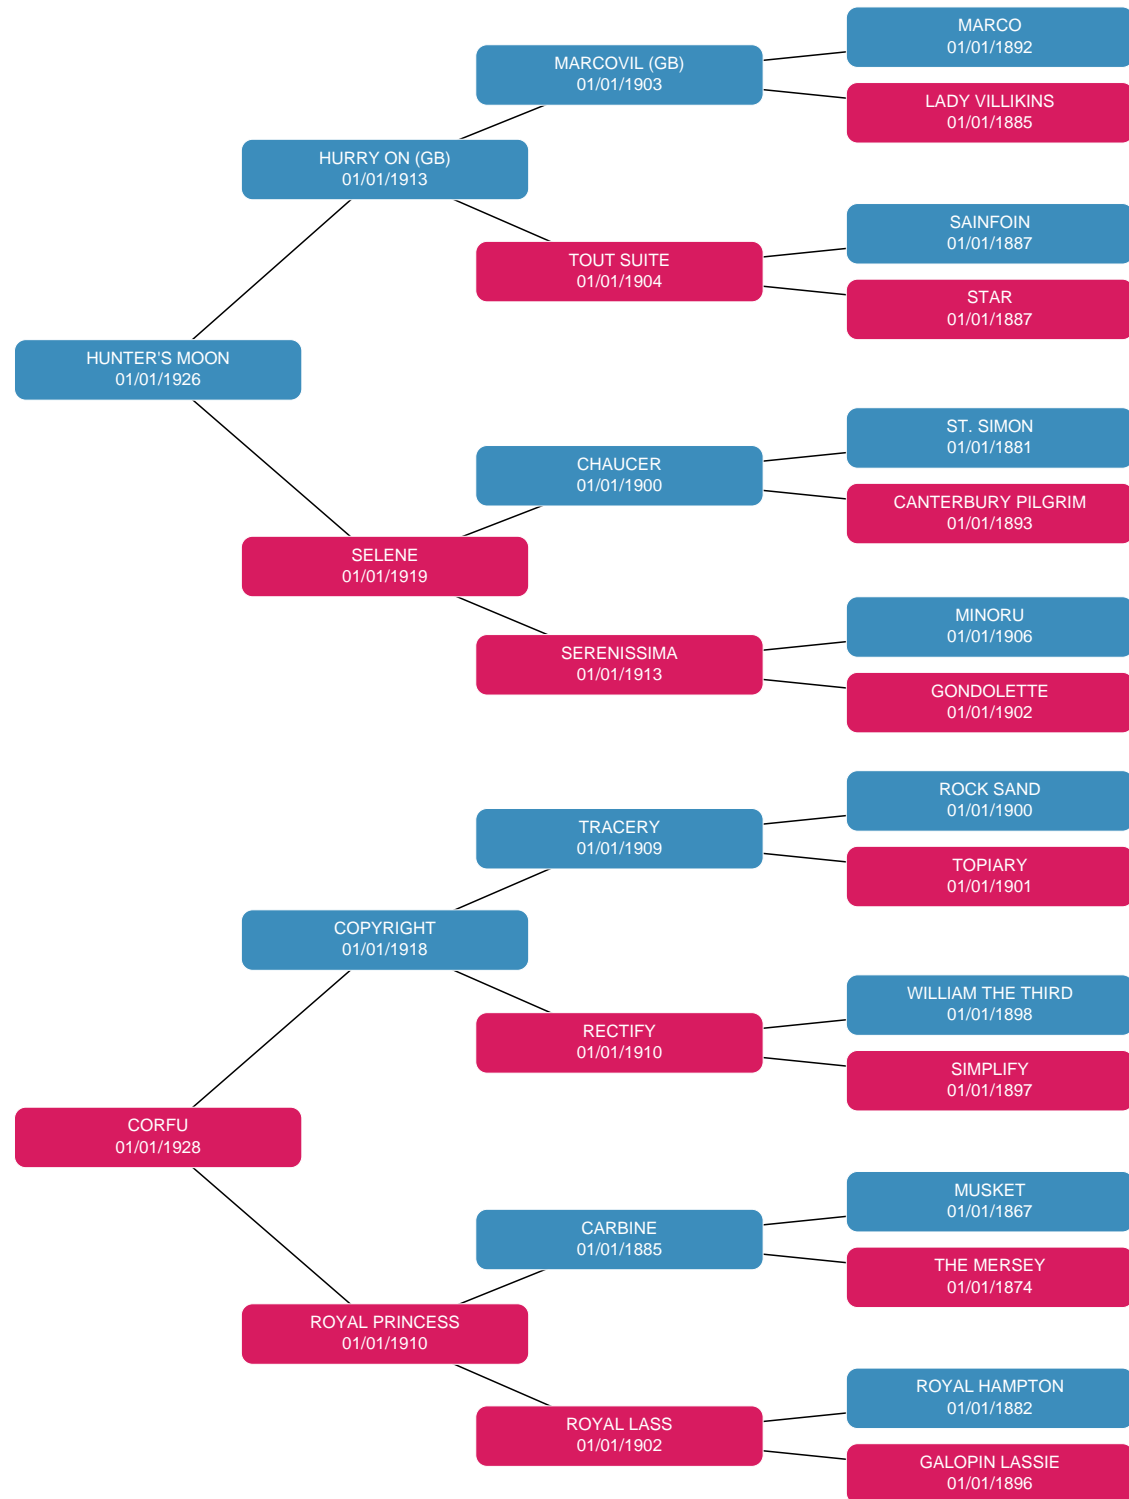 MARCO
01/01/1892
MARCOVIL (GB)
01/01/1903
LADY VILLIKINS
01/01/1885
HURRY ON (GB)
01/01/1913
SAINFOIN
01/01/1887
TOUT SUITE
01/01/1904
STAR
01/01/1887
HUNTER'S MOON
01/01/1926
ST. SIMON
01/01/1881
CHAUCER
01/01/1900
CANTERBURY PILGRIM
01/01/1893
SELENE
01/01/1919
MINORU
01/01/1906
SERENISSIMA
01/01/1913
GONDOLETTE
01/01/1902
ROCK SAND
01/01/1900
TRACERY
01/01/1909
TOPIARY
01/01/1901
COPYRIGHT
01/01/1918
WILLIAM THE THIRD
01/01/1898
RECTIFY
01/01/1910
SIMPLIFY
01/01/1897
CORFU
01/01/1928
MUSKET
01/01/1867
CARBINE
01/01/1885
THE MERSEY
01/01/1874
ROYAL PRINCESS
01/01/1910
ROYAL HAMPTON
01/01/1882
ROYAL LASS
01/01/1902
GALOPIN LASSIE
01/01/1896